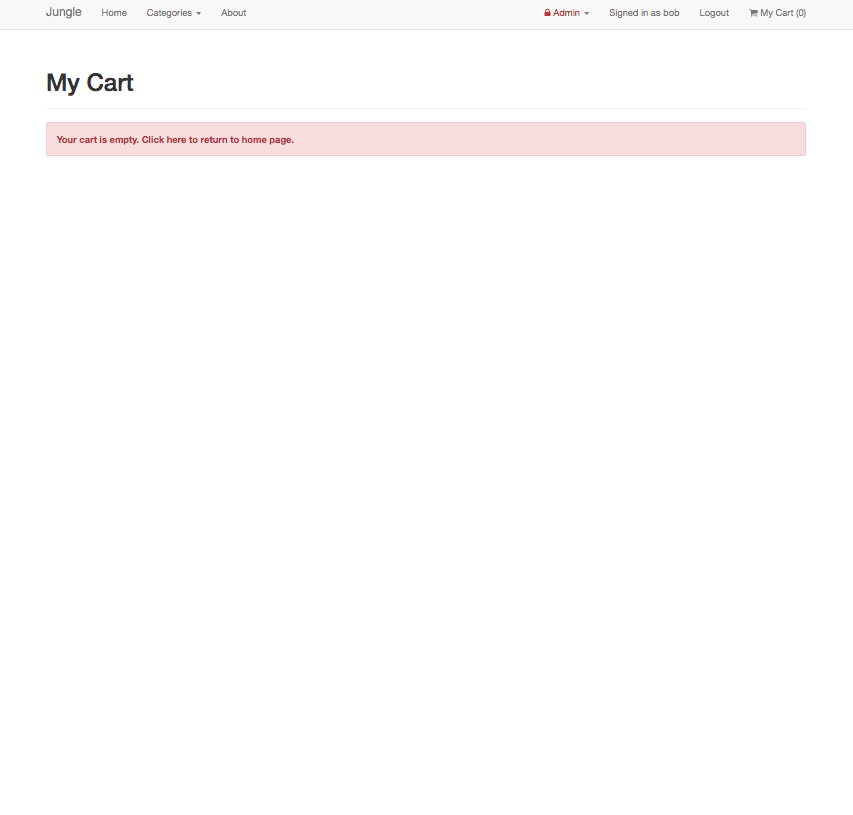 Jungle Home Categories About Admin Signed in as bob Logout My Cart (0)
My Cart
Your cart is empty. Click here to return to home page.